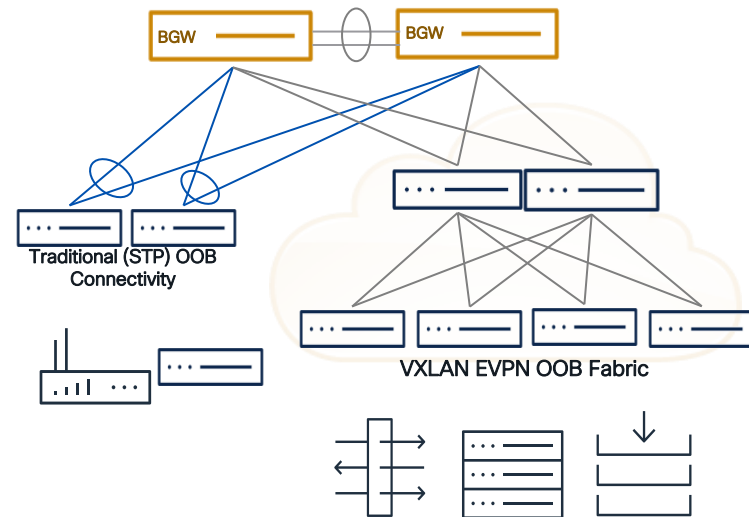 BGW
BGW
Traditional (STP) OOB
Connectivity
VXLAN EVPN OOB Fabric